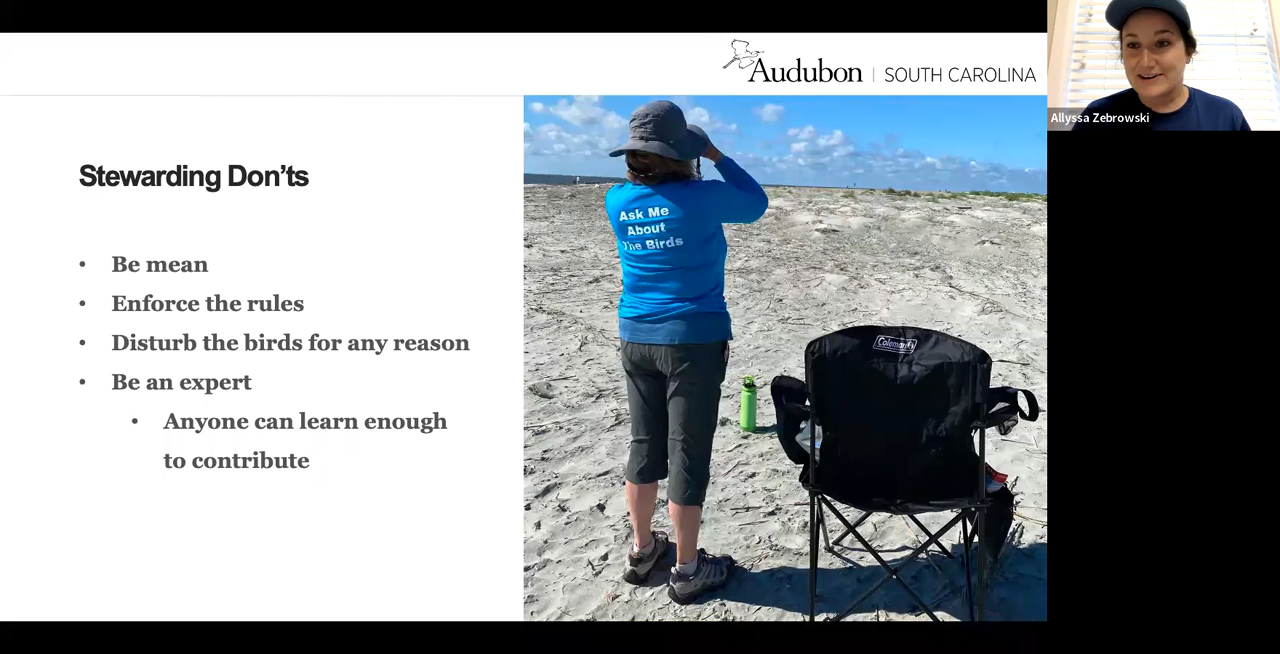 Audubon | SOUTH CAROLINA
Allyssa Zebrowski
Stewarding Don'ts
• Be mean
• Enforce the rules
• Disturb the birds for any reason
• Be an expert
• Anyone can learn enough
to contribute
Ask Me
About
The Birds
Coleman